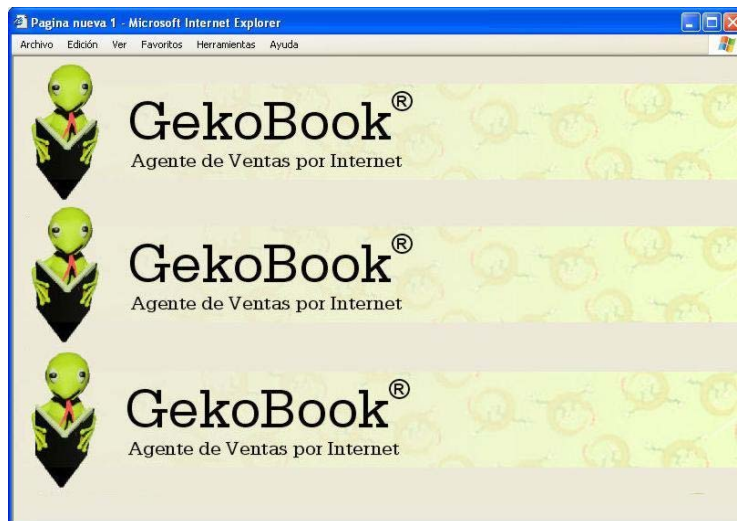 Pagina nueva 1 - Microsoft Internet Explorer
Archivo Edición Ver Favoritos Herramientas Ayuda
GekoBook®
Agente de Ventas por Internet
GekoBook®
Agente de Ventas por Internet
GekoBook®
Agente de Ventas por Internet